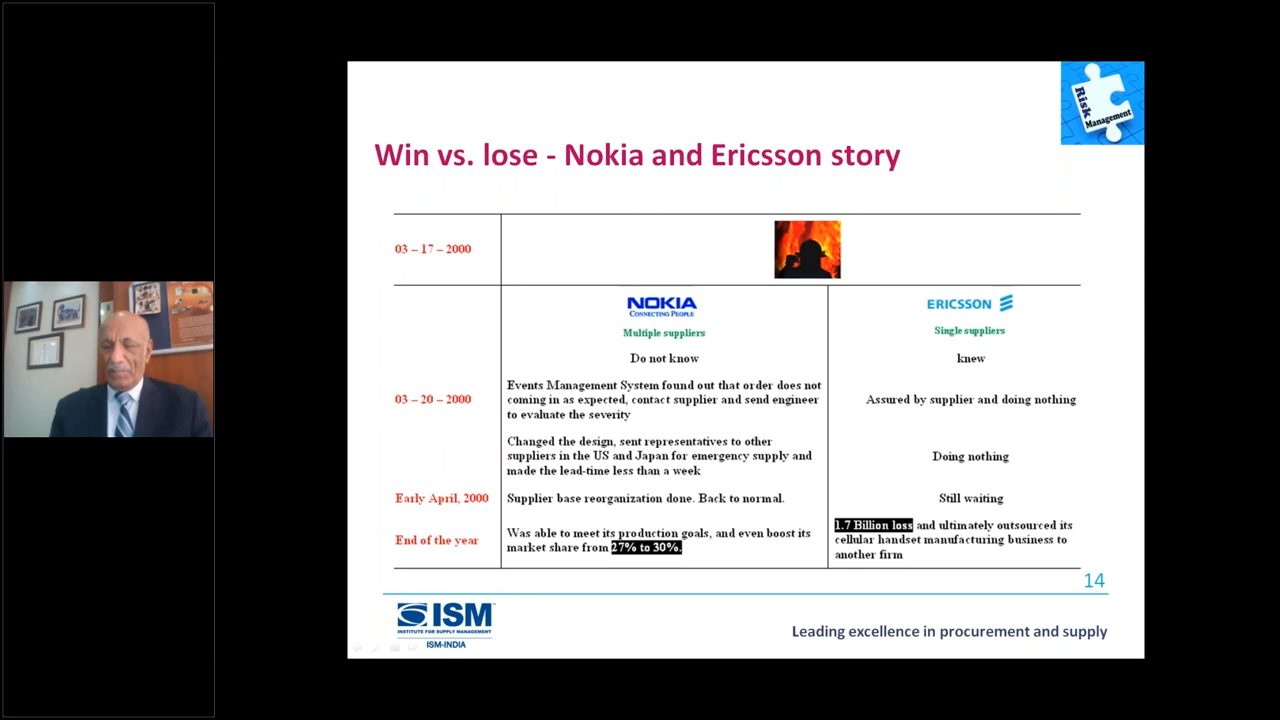 Risk
Management
Win vs. lose - Nokia and Ericsson story
03 – 17 – 2000
NOKIA
CONNECTING PEOPLE
ERICSSON
Multiple suppliers
Single suppliers
Do not know
knew
03 – 20 – 2000
Events Management System found out that order does not
coming in as expected, contact supplier and send engineer
to evaluate the severity
Assured by supplier and doing nothing
Changed the design, sent representatives to other
suppliers in the US and Japan for emergency supply and
made the lead-time less than a week
Doing nothing
Early April, 2000
Supplier base reorganization done. Back to normal.
Still waiting
End of the year
Was able to meet its production goals, and even boost its
market share from 27% to 30%.
1.7 Billion loss and ultimately outsourced its
cellular handset manufacturing business to
another firm
14
ISM
INSTITUTE FOR SUPPLY MANAGEMENT
ISM-INDIA
Leading excellence in procurement and supply